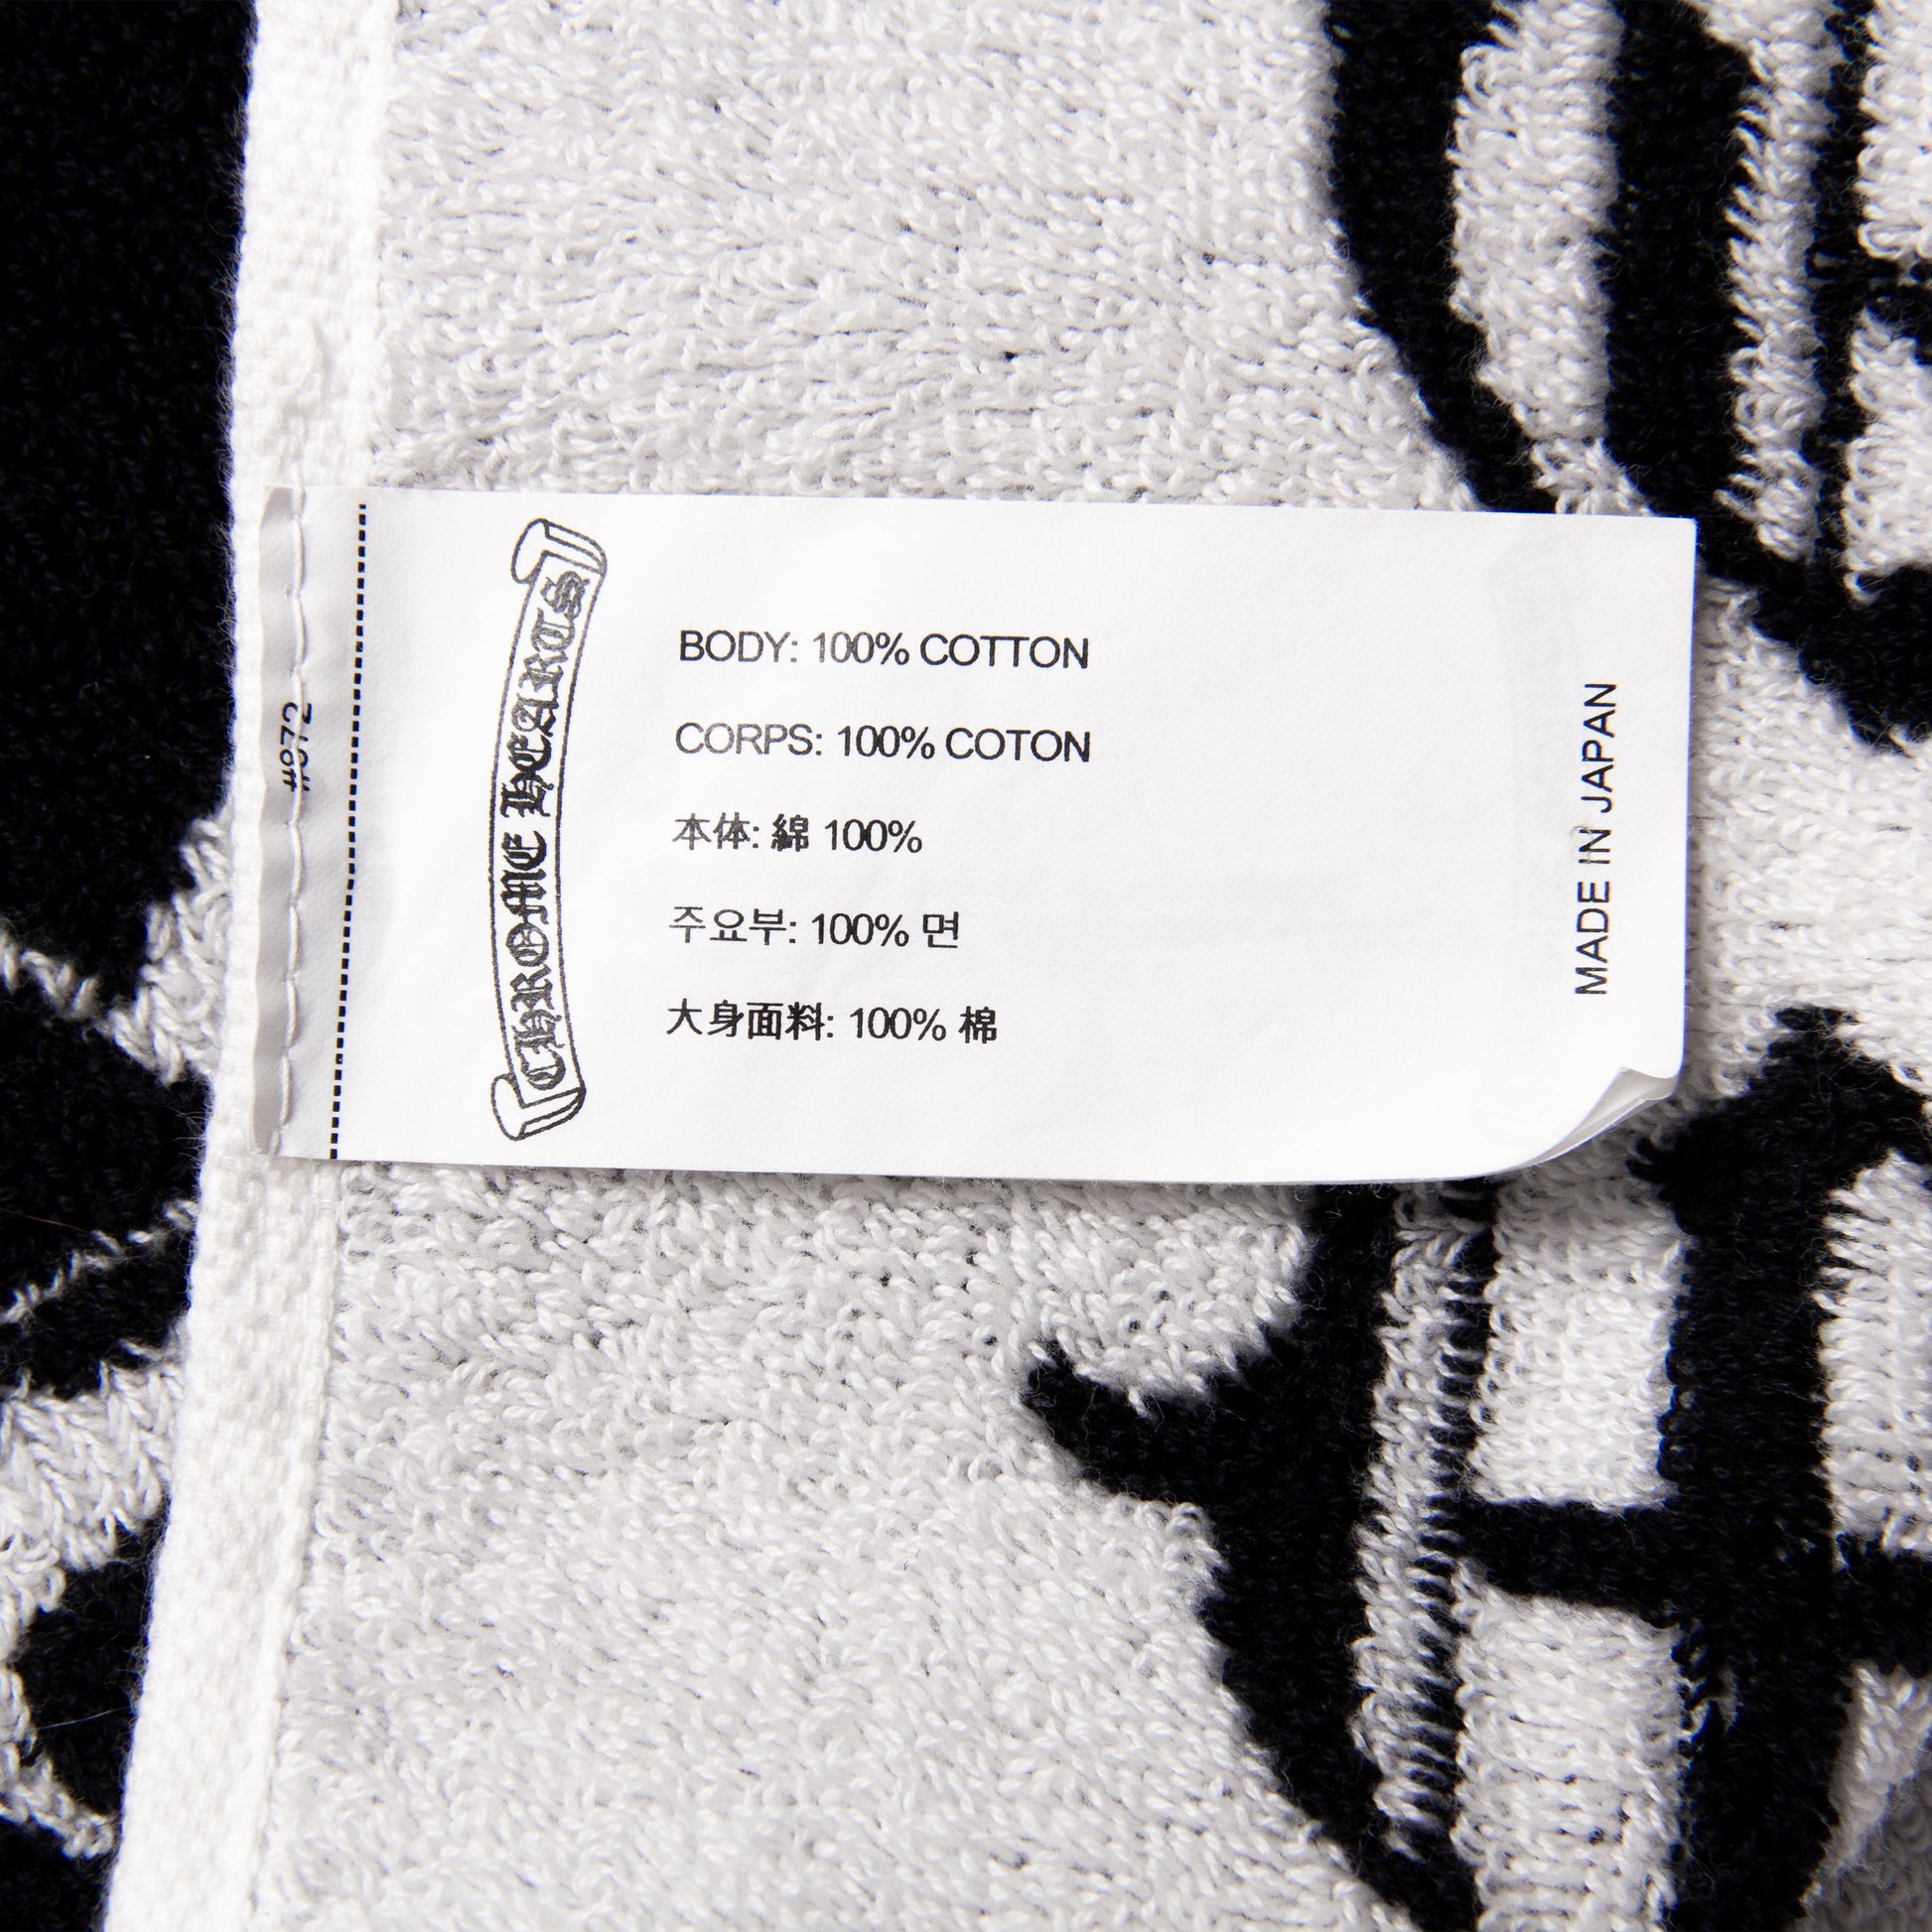 CHROME HEARTS
BODY: 100% COTTON
CORPS: 100% COTON
本体: 綿 100%
주요부: 100% 면
大身面料: 100% 棉
MADE IN JAPAN